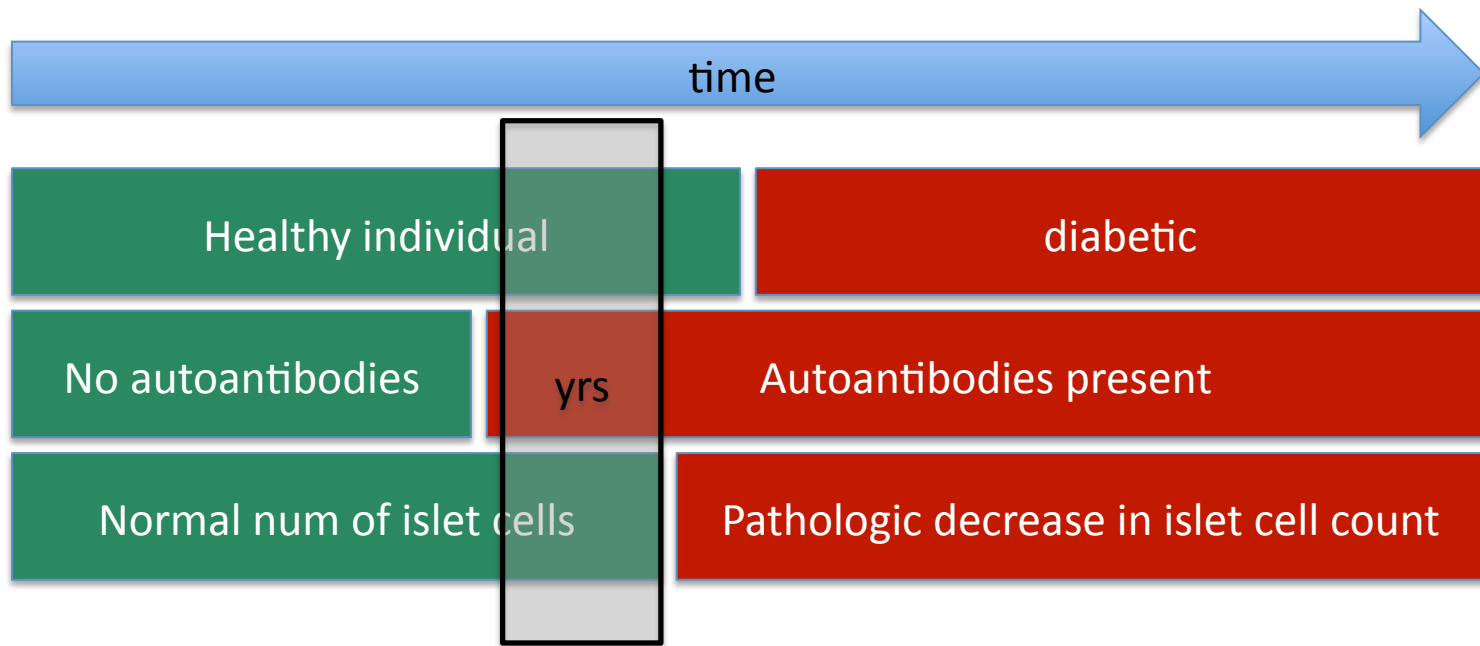 time
Healthy individual
diabetic
No autoantibodies
yrs
Autoantibodies present
Normal num of islet cells
Pathologic decrease in islet cell count